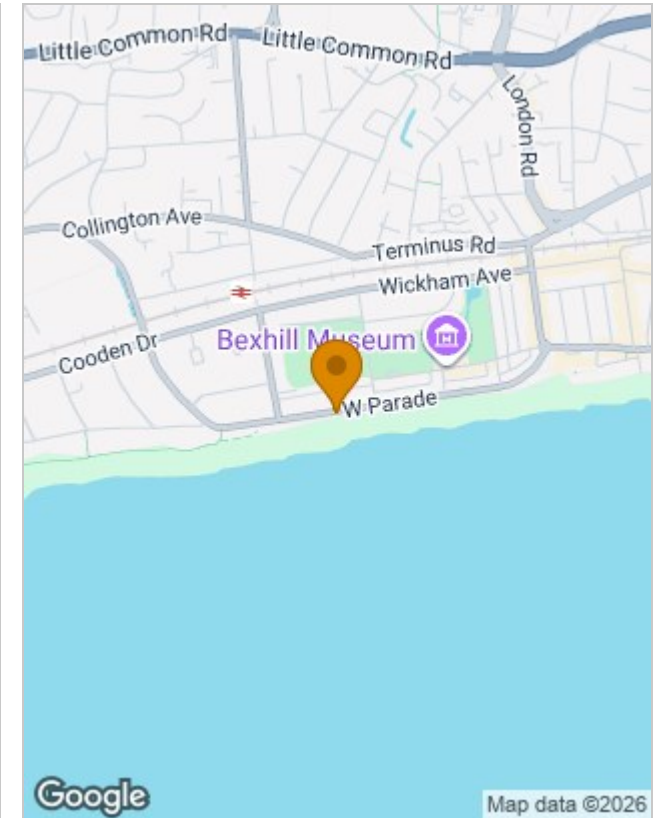 Little Common Rd
Little Common Rd
London Rd
Collington Ave
Terminus Rd
Wickham Ave
Bexhill Museum
Cooden Dr
W Parade
Google
Map data ©2026